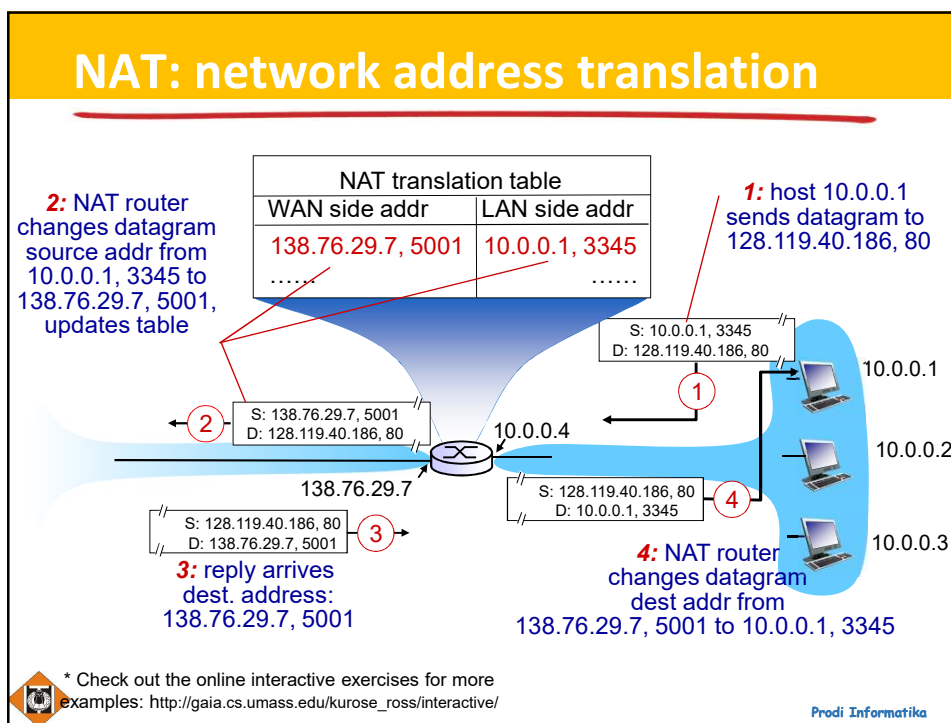 NAT: network address translation
NAT translation table
WAN side addr LAN side addr
138.76.29.7, 5001 10.0.0.1, 3345
…… ……
2: NAT router
changes datagram
source addr from
10.0.0.1, 3345 to
138.76.29.7, 5001,
updates table
1: host 10.0.0.1
sends datagram to
128.119.40.186, 80
S: 10.0.0.1, 3345
D: 128.119.40.186, 80
1
10.0.0.1
10.0.0.2
10.0.0.3
2
S: 138.76.29.7, 5001
D: 128.119.40.186, 80
10.0.0.4
138.76.29.7
S: 128.119.40.186, 80
D: 10.0.0.1, 3345
4
S: 128.119.40.186, 80
D: 138.76.29.7, 5001
3
3: reply arrives
dest. address:
138.76.29.7, 5001
4: NAT router
changes datagram
dest addr from
138.76.29.7, 5001 to 10.0.0.1, 3345
* Check out the online interactive exercises for more
examples: http://gaia.cs.umass.edu/kurose_ross/interactive/
Prodi Informatika